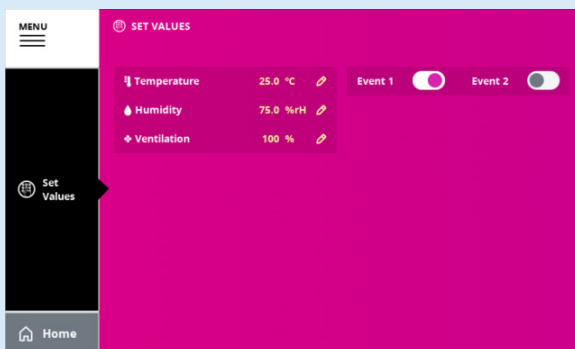 MENU
SET VALUES
Temperature 25.0 °C
Humidity 75.0 %rH
Ventilation 100 %
Event 1 Event 2
Set
Values
Home